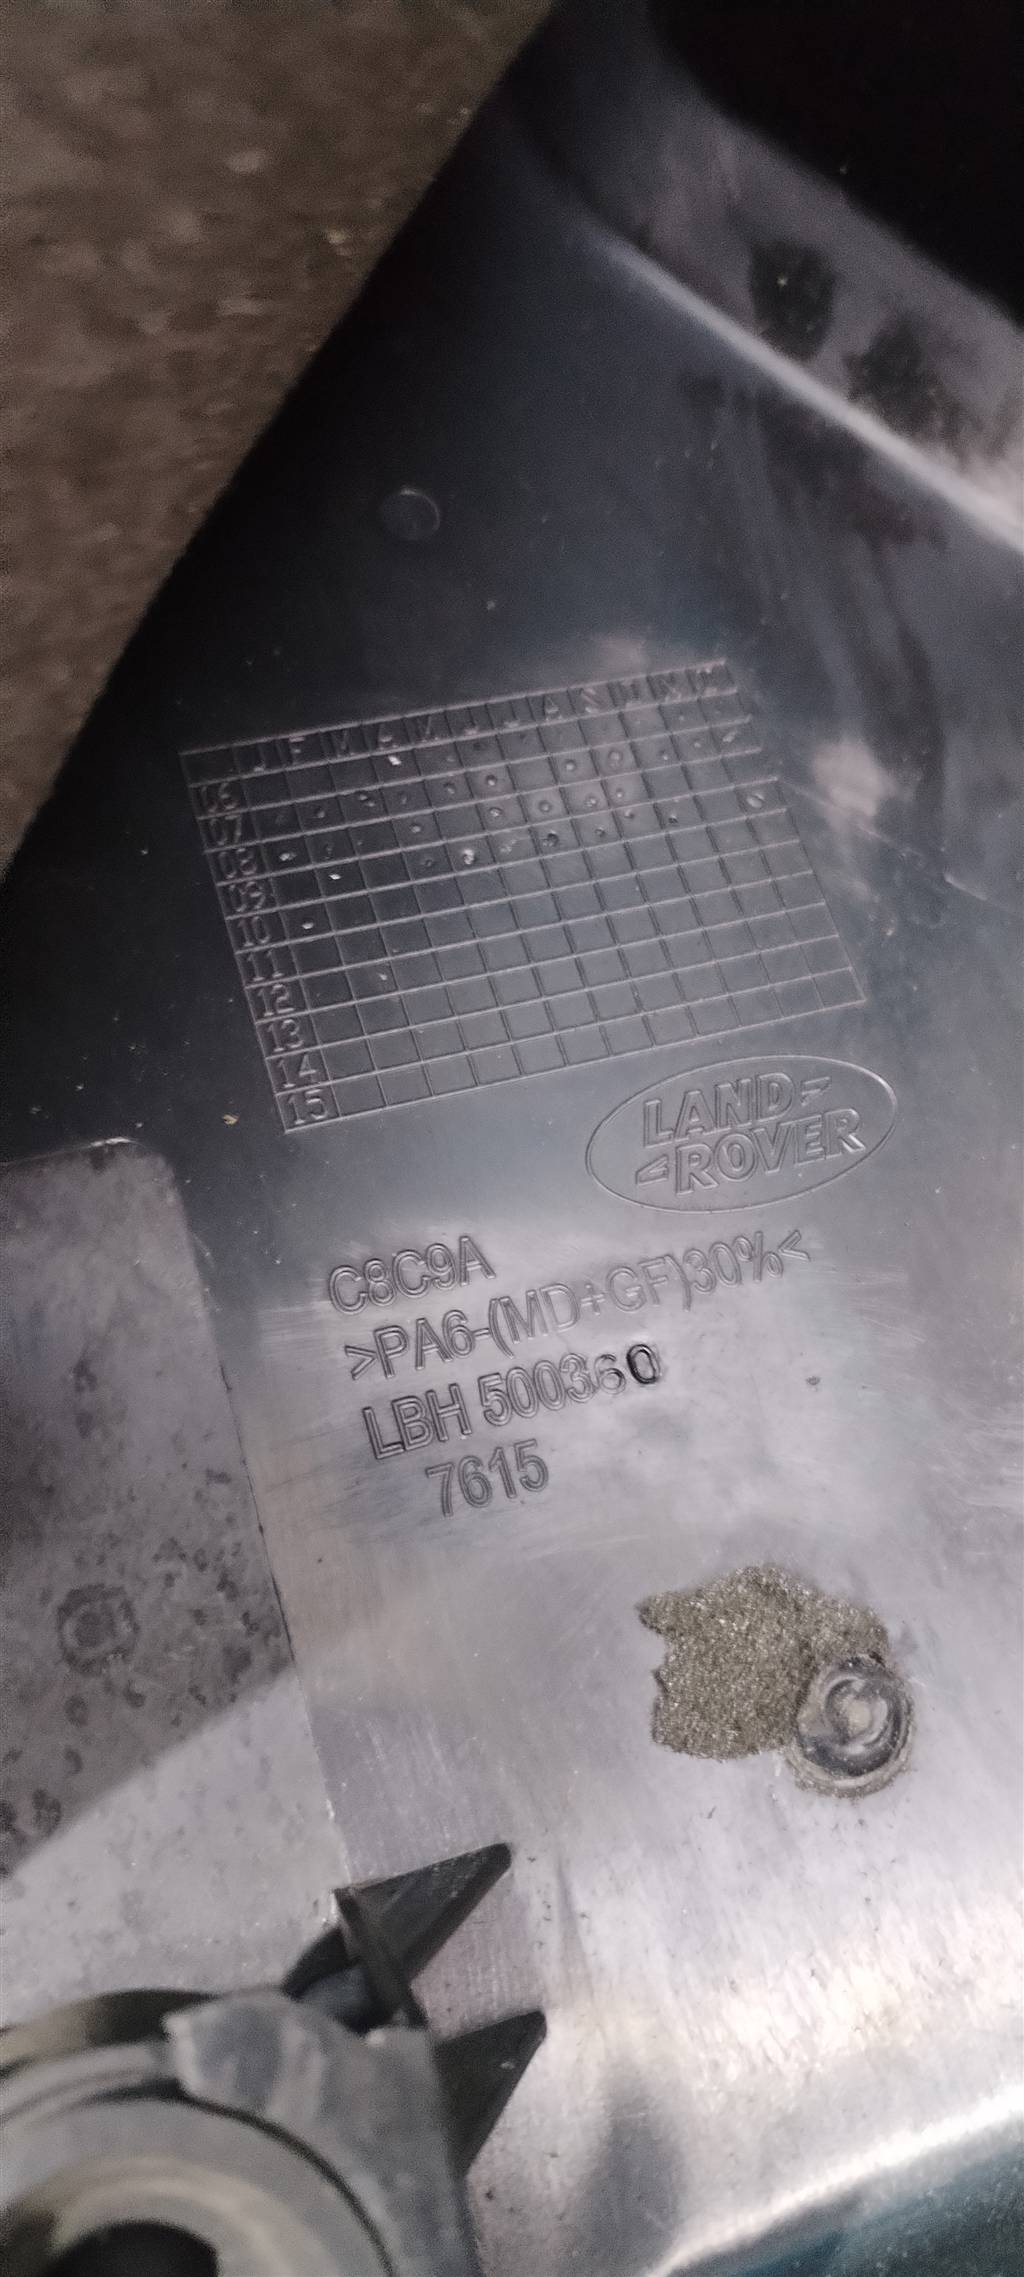 J F M A M J J A S O N D
06
07
08
09
10
11
12
13
14
15
LAND
ROVER
C8C9A
>PA6-(MD+GF)30%<
LBH 500360
7615